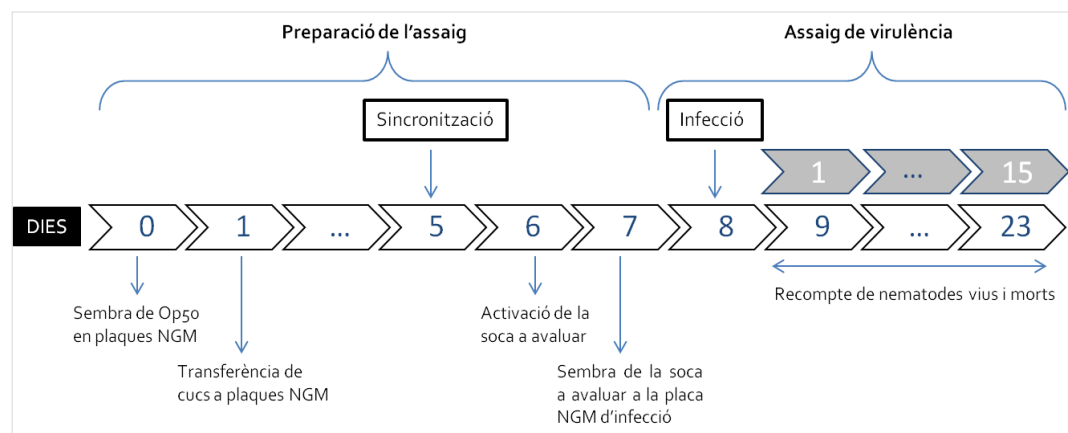 Preparació de l'assaig
Assaig de virulència
Sincronització
Infecció
1
...
15
DIES
0
1
...
5
6
7
8
9
...
23
Sembra de Op50
en plaques NGM
Transferència de
cucs a plaques NGM
Activació de la
soca a avaluar
Sembra de la soca
a avaluar a la placa
NGM d'infecció
Recompte de nematodes vius i morts